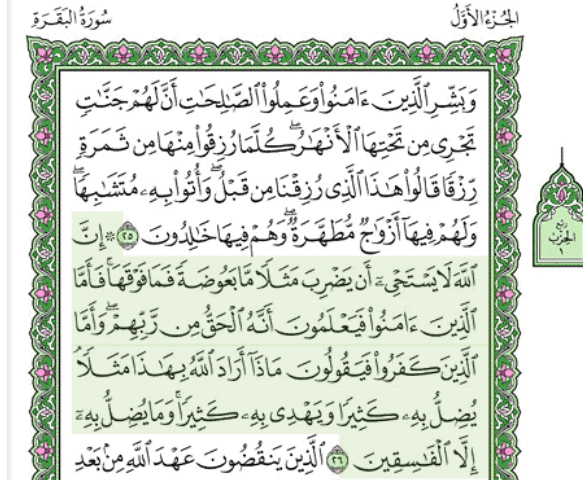 سُورَةُ البَقَرَةِ
الجُزْءُ الأَوَّلُ
وَبَشِّرِ ٱلَّذِينَ ءَامَنُوا۟ وَعَمِلُوا۟ ٱلصَّـٰلِحَـٰتِ أَنَّ لَهُمْ جَنَّـٰتٍ
تَجْرِى مِن تَحْتِهَا ٱلْأَنْهَـٰرُ ۖ كُلَّمَا رُزِقُوا۟ مِنْهَا مِن ثَمَرَةٍ
رِّزْقًا قَالُوا۟ هَـٰذَا ٱلَّذِى رُزِقْنَا مِن قَبْلُ ۖ وَأُتُوا۟ بِهِۦ مُتَشَـٰبِهًا ۖ
وَلَهُمْ فِيهَآ أَزْوَٰجٌ مُّطَهَّرَةٌ ۖ وَهُمْ فِيهَا خَـٰلِدُونَ ٢٥ ۞ إِنَّ
ٱللَّهَ لَا يَسْتَحْىِۦٓ أَن يَضْرِبَ مَثَلًا مَّا بَعُوضَةً فَمَا فَوْقَهَا ۚ فَأَمَّا
ٱلَّذِينَ ءَامَنُوا۟ فَيَعْلَمُونَ أَنَّهُ ٱلْحَقُّ مِن رَّبِّهِمْ ۖ وَأَمَّا
ٱلَّذِينَ كَفَرُوا۟ فَيَقُولُونَ مَاذَآ أَرَادَ ٱللَّهُ بِهَـٰذَا مَثَلًا ۘ
يُضِلُّ بِهِۦ كَثِيرًا وَيَهْدِى بِهِۦ كَثِيرًا ۚ وَمَا يُضِلُّ بِهِۦٓ
إِلَّا ٱلْفَـٰسِقِينَ ٢٦ ٱلَّذِينَ يَنقُضُونَ عَهْدَ ٱللَّهِ مِنۢ بَعْدِ
رُبْع
الحِزْب
١